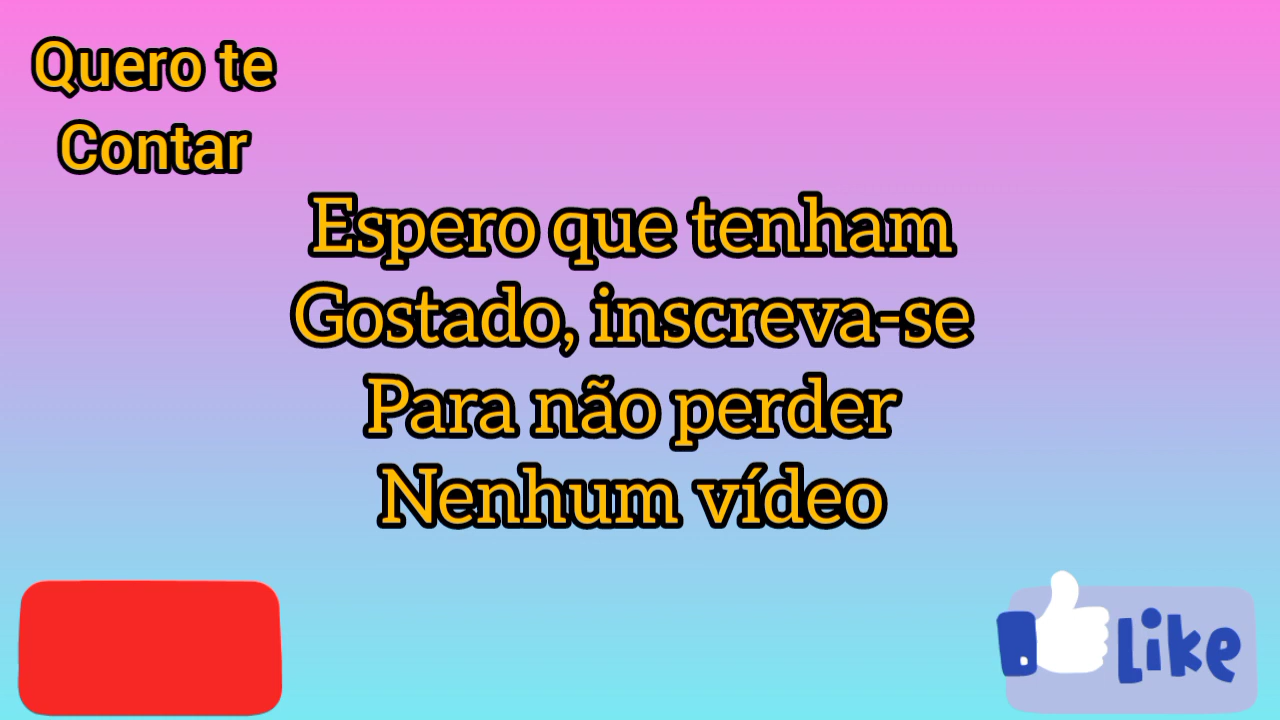 Quero te
Contar
Espero que tenham
Gostado, inscreva-se
Para não perder
Nenhum vídeo
Like